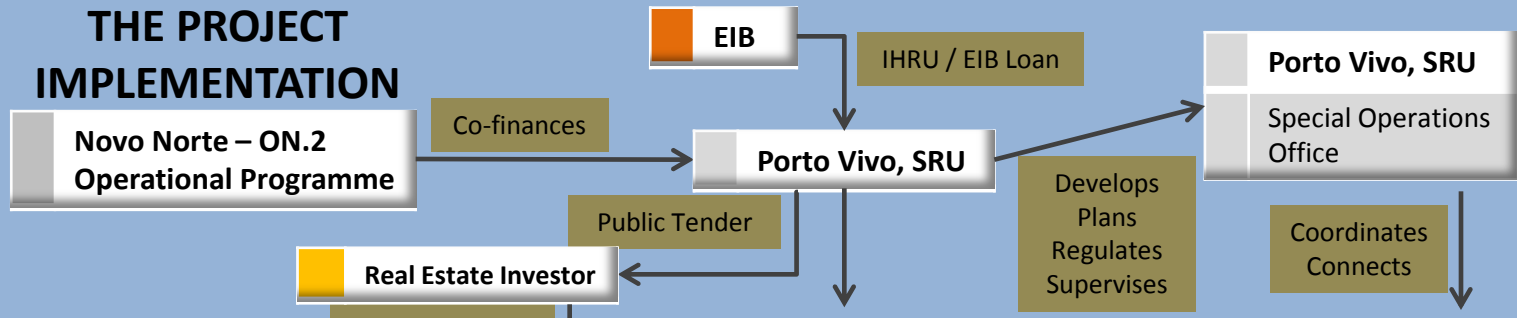 THE PROJECT
IMPLEMENTATION
EIB
IHRU / EIB Loan
Porto Vivo, SRU
Special Operations
Office
Novo Norte – ON.2
Operational Programme
Co-finances
Porto Vivo, SRU
Develops
Plans
Regulates
Supervises
Public Tender
Coordinates
Connects
Real Estate Investor